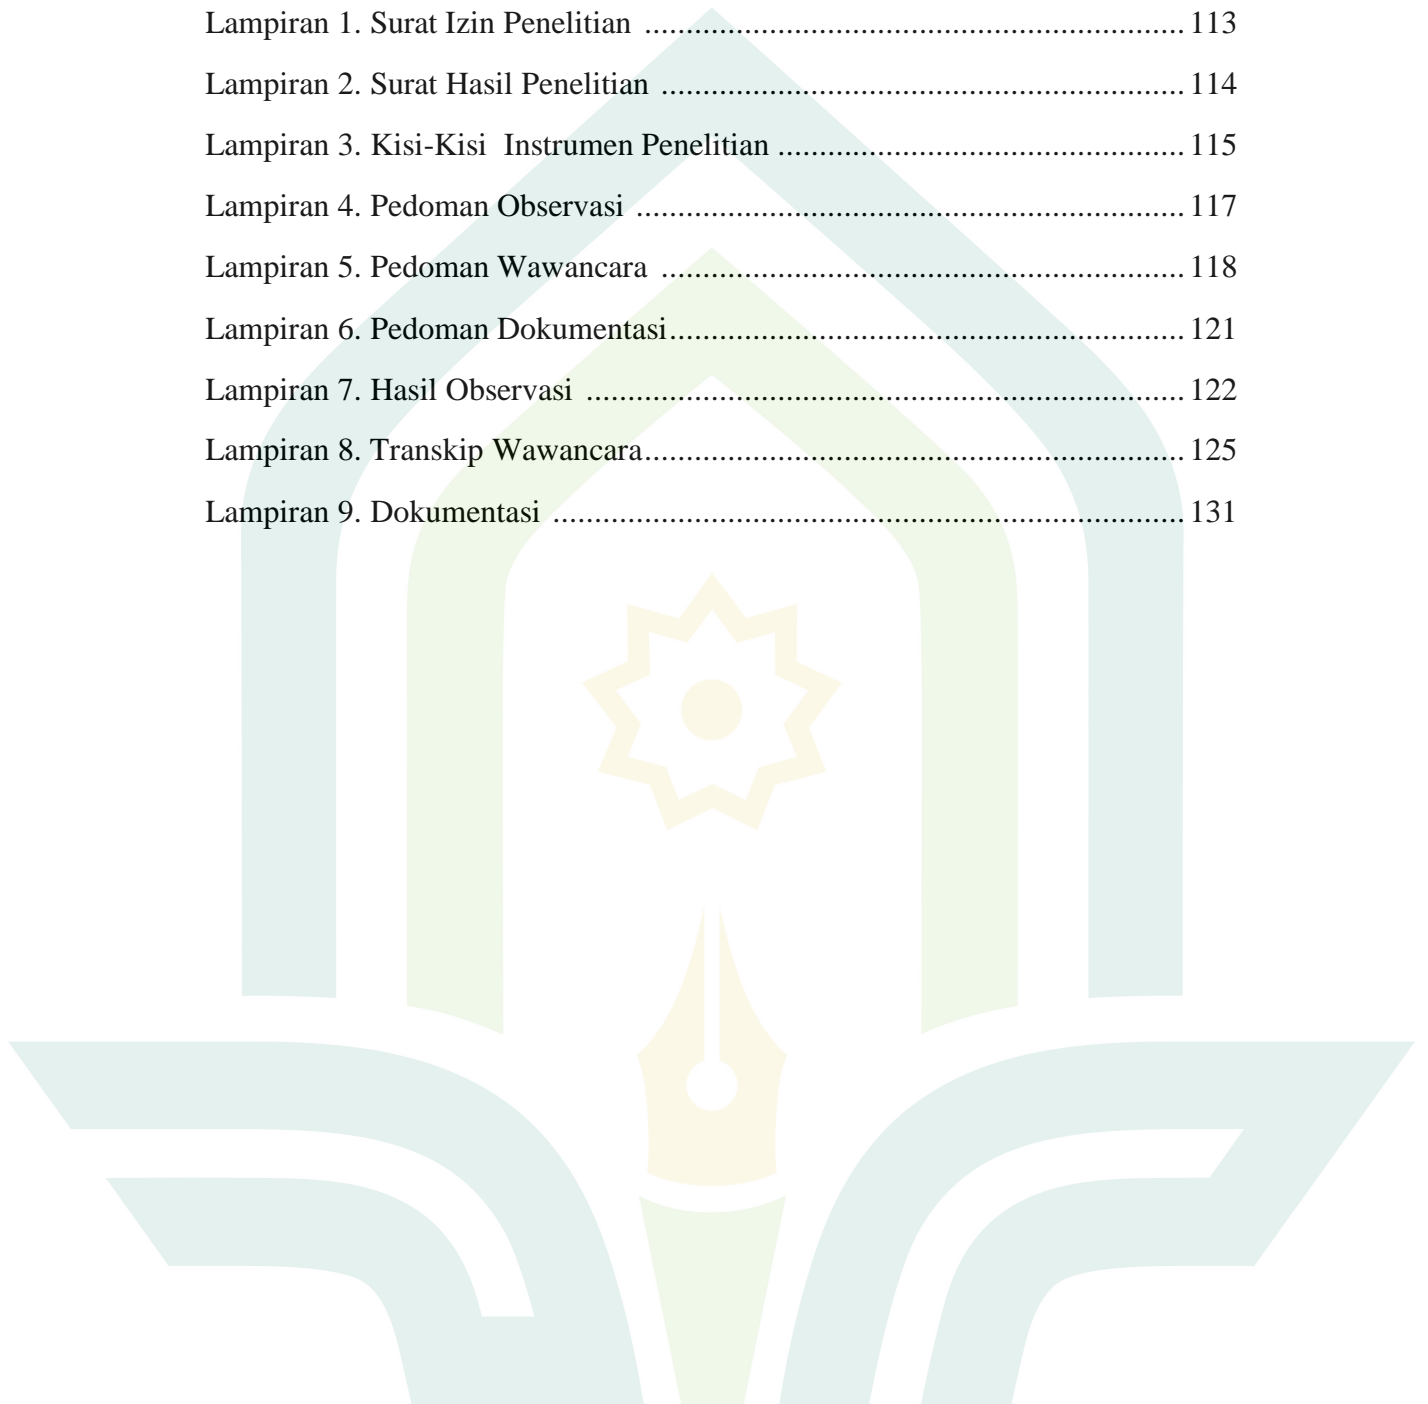 Lampiran 1. Surat Izin Penelitian ................................................................. 113
Lampiran 2. Surat Hasil Penelitian ............................................................... 114
Lampiran 3. Kisi-Kisi  Instrumen Penelitian ................................................. 115
Lampiran 4. Pedoman Observasi .................................................................. 117
Lampiran 5. Pedoman Wawancara ............................................................... 118
Lampiran 6. Pedoman Dokumentasi.............................................................. 121
Lampiran 7. Hasil Observasi ........................................................................ 122
Lampiran 8. Transkip Wawancara................................................................. 125
Lampiran 9. Dokumentasi ............................................................................ 131